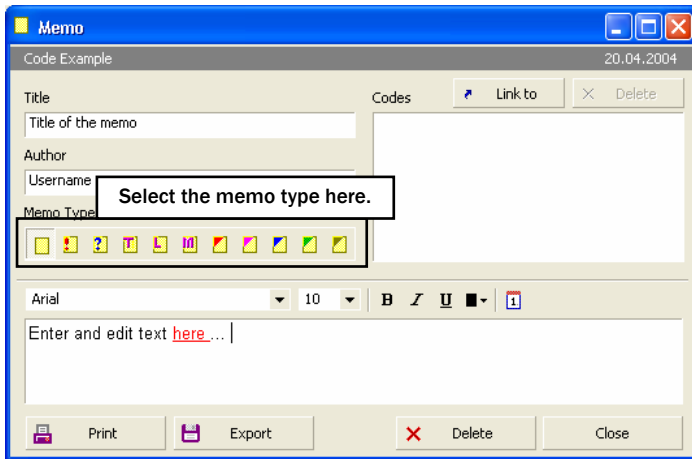 Memo
Code Example 20.04.2004
Title
Codes
Link to
Delete
Title of the memo
Author
Username
Select the memo type here.
Memo Type
! ? T L M
Arial 10 B I U 1
Enter and edit text here ...
Print Export Delete Close